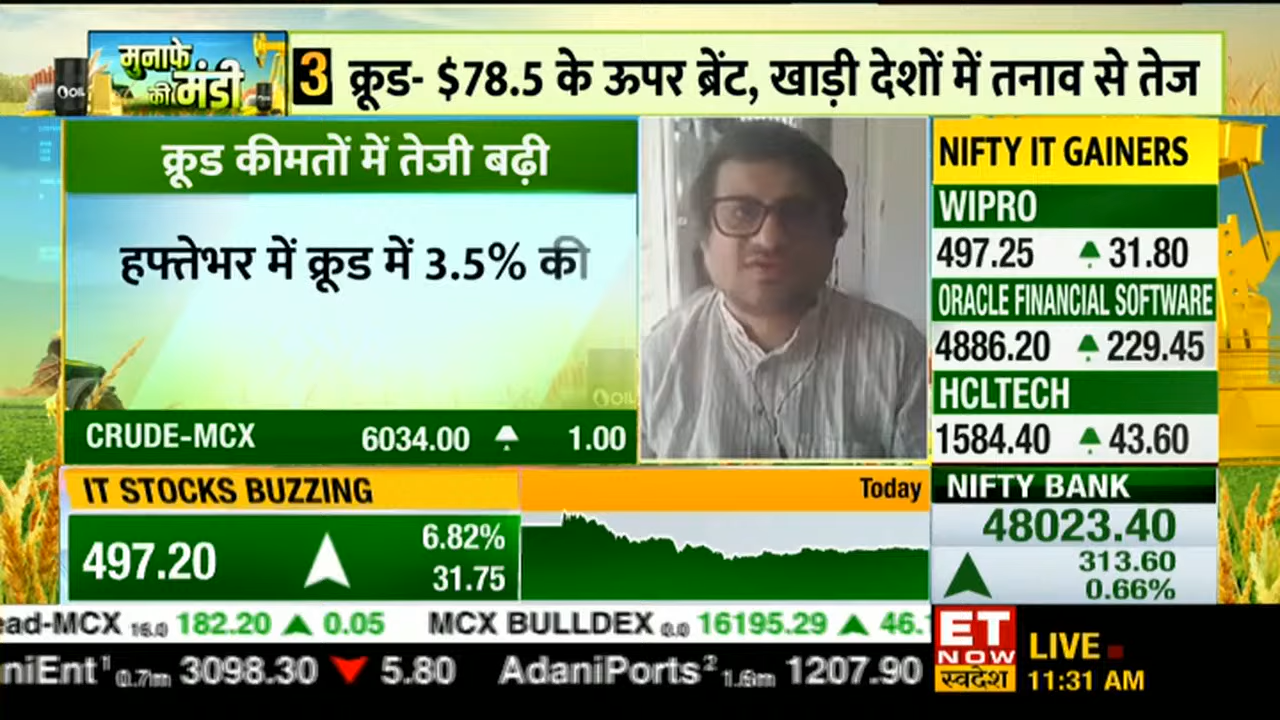 मुनाफे
की मंडी
OIL
3 क्रूड- $78.5 के ऊपर ब्रेंट, खाड़ी देशों में तनाव से तेज
क्रूड कीमतों में तेजी बढ़ी
हफ्तेभर में क्रूड में 3.5% की
OIL
CRUDE-MCX 6034.00 1.00
NIFTY IT GAINERS
WIPRO
497.25 31.80
ORACLE FINANCIAL SOFTWARE
4886.20 229.45
HCLTECH
1584.40 43.60
IT STOCKS BUZZING
Today
497.20
6.82%
31.75
NIFTY BANK
48023.40
313.60
0.66%
ead-MCX 16.0 182.20 ▲ 0.05 MCX BULLDEX 0.0 16195.29 ▲ 46.
niEnt¹ 0.7m 3098.30 ▼ 5.80 AdaniPorts² 1.6m 1207.90
ET
NOW
स्वदेश
LIVE
11:31 AM